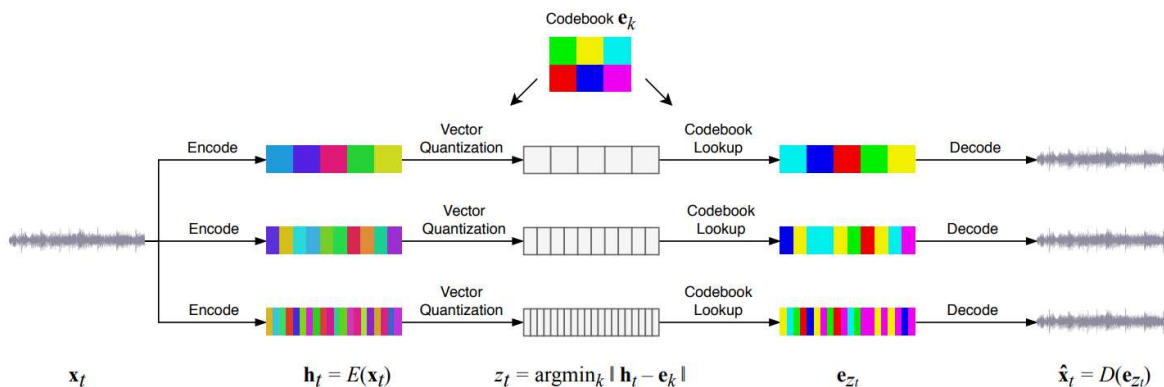 Codebook e_k
Encode
Vector
Quantization
Codebook
Lookup
Decode
Encode
Vector
Quantization
Codebook
Lookup
Decode
Encode
Vector
Quantization
Codebook
Lookup
Decode
x_t
h_t = E(x_t)
z_t = argmin_k ‖ h_t – e_k ‖
e_{z_t}
x̂_t = D(e_{z_t})